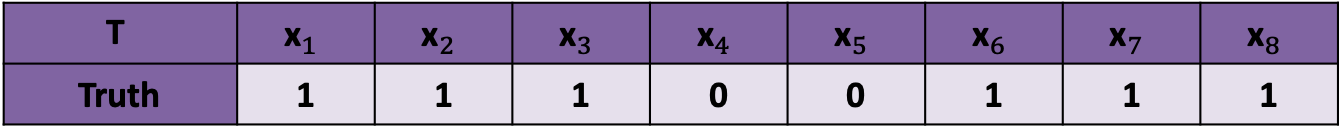 T x₁ x₂ x₃ x₄ x₅ x₆ x₇ x₈
Truth 1 1 1 0 0 1 1 1